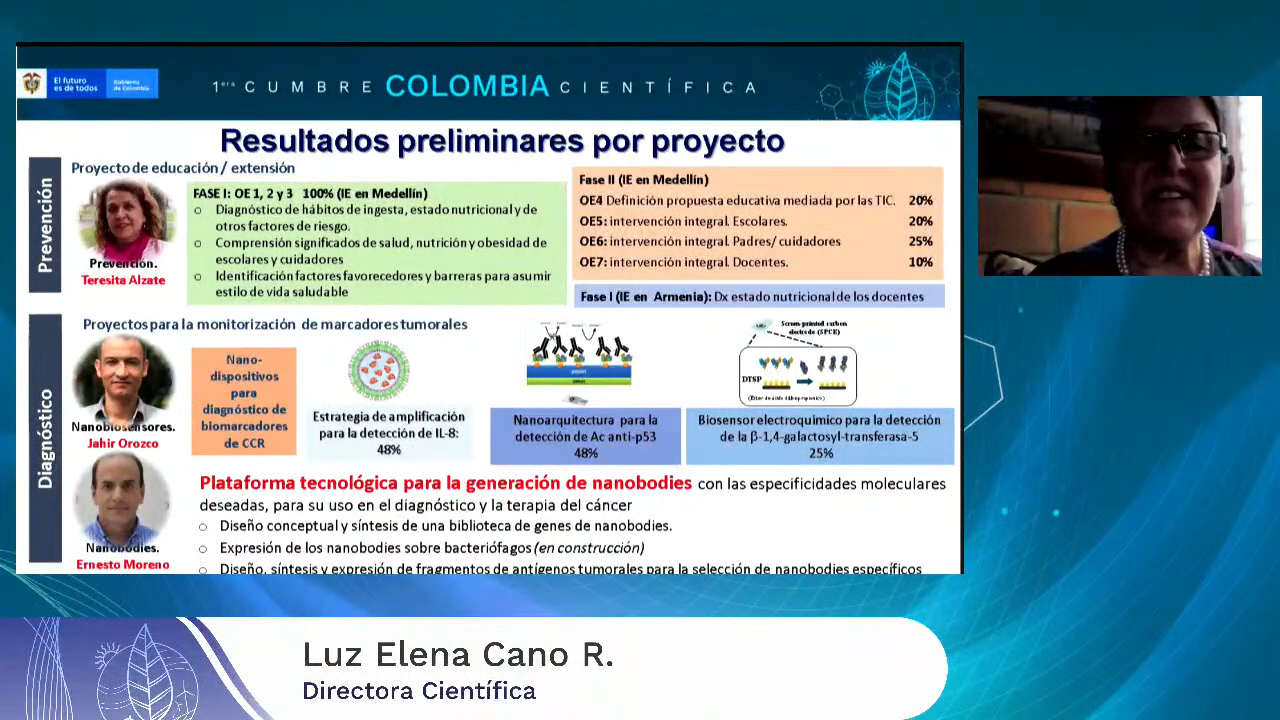 El futuro
es de todos
Gobierno
de Colombia
1era CUMBRE COLOMBIA CIENTÍFICA
Resultados preliminares por proyecto
Prevención
Proyecto de educación / extensión
Prevención.
Teresita Alzate
FASE I: OE 1, 2 y 3 100% (IE en Medellín)
○ Diagnóstico de hábitos de ingesta, estado nutricional y de
otros factores de riesgo.
○ Comprensión significados de salud, nutrición y obesidad de
escolares y cuidadores
○ Identificación factores favorecedores y barreras para asumir
estilo de vida saludable
Fase II (IE en Medellín)
OE4 Definición propuesta educativa mediada por las TIC. 20%
OE5: intervención integral. Escolares. 20%
OE6: intervención integral. Padres/ cuidadores 25%
OE7: intervención integral. Docentes. 10%
Fase I (IE en Armenia): Dx estado nutricional de los docentes
Diagnóstico
Proyectos para la monitorización de marcadores tumorales
Nanobiosensores.
Jahir Orozco
Nano-
dispositivos
para
diagnóstico de
biomarcadores
de CCR
Estrategia de amplificación
para la detección de IL-8:
48%
Nanoarquitectura para la
detección de Ac anti-p53
48%
Screen-painted carbon
electrode (SPCE)
DTSP
Biosensor electroquimico para la detección
de la β-1,4-galactosyl-transferasa-5
25%
Nanobodies.
Ernesto Moreno
Plataforma tecnológica para la generación de nanobodies con las especificidades moleculares
deseadas, para su uso en el diagnóstico y la terapia del cáncer
○ Diseño conceptual y síntesis de una biblioteca de genes de nanobodies.
○ Expresión de los nanobodies sobre bacteriófagos (en construcción)
○ Diseño, síntesis y expresión de fragmentos de antígenos tumorales para la selección de nanobodies específicos
Luz Elena Cano R.
Directora Científica